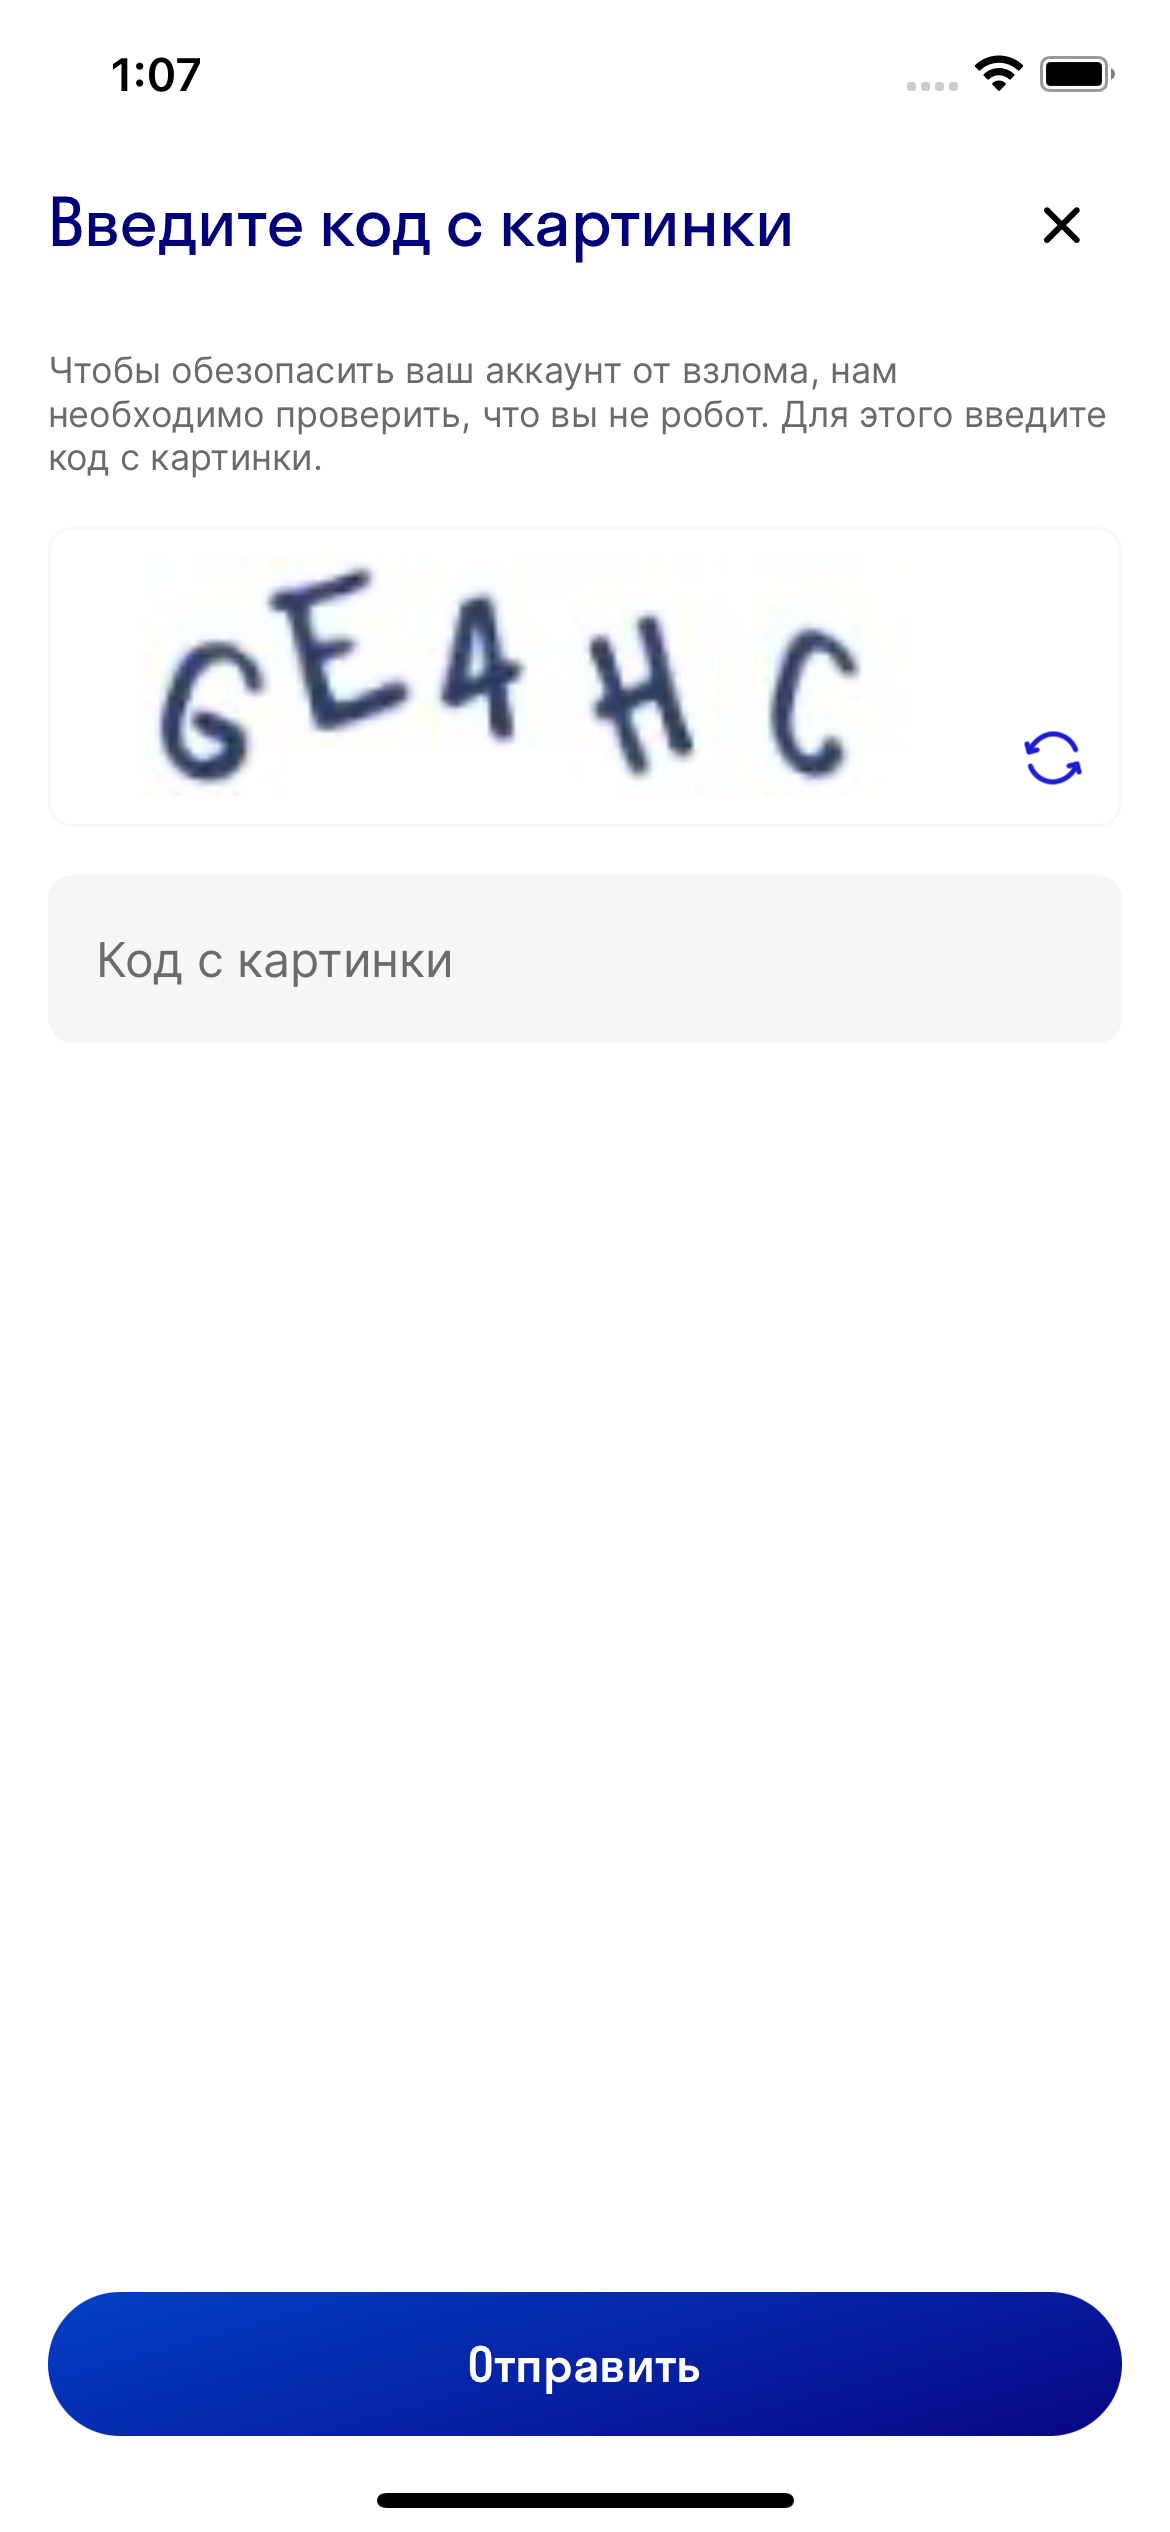 1:07
Введите код с картинки
Чтобы обезопасить ваш аккаунт от взлома, нам
необходимо проверить, что вы не робот. Для этого введите
код с картинки.
GE4HC
Код с картинки
Отправить